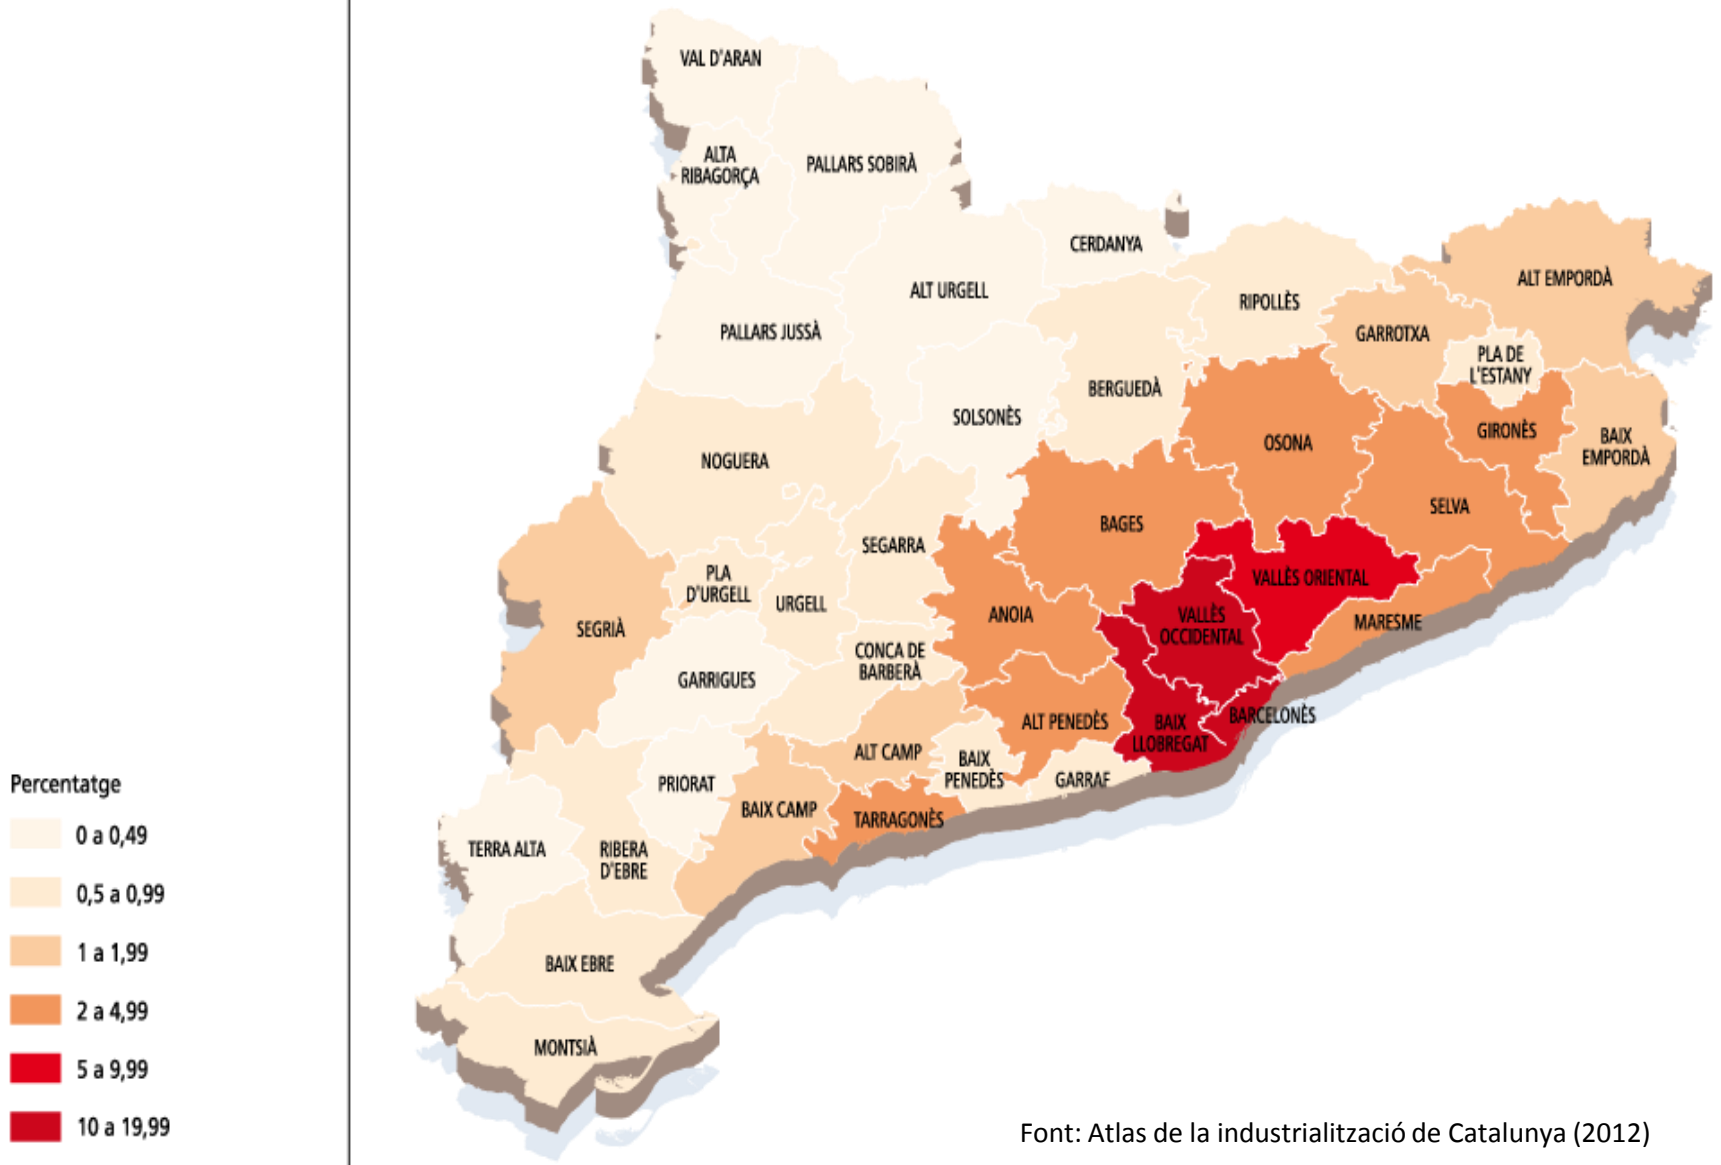 VAL D'ARAN
ALTA
RIBAGORÇA
PALLARS SOBIRÀ
CERDANYA
ALT URGELL
RIPOLLÈS
ALT EMPORDÀ
PALLARS JUSSÀ
GARROTXA
PLA DE
L'ESTANY
BERGUEDÀ
SOLSONÈS
OSONA
GIRONÈS
BAIX
EMPORDÀ
NOGUERA
SELVA
BAGES
SEGARRA
PLA
D'URGELL
URGELL
VALLÈS ORIENTAL
SEGRIÀ
ANOIA
VALLÈS
OCCIDENTAL
MARESME
CONCA DE
BARBERÀ
GARRIGUES
ALT PENEDÈS
BAIX
LLOBREGAT
BARCELONÈS
ALT CAMP
BAIX
PENEDÈS
GARRAF
PRIORAT
BAIX CAMP
TARRAGONÈS
TERRA ALTA
RIBERA
D'EBRE
BAIX EBRE
MONTSIÀ
Percentatge
0 a 0,49
0,5 a 0,99
1 a 1,99
2 a 4,99
5 a 9,99
10 a 19,99
Font: Atlas de la industrialització de Catalunya (2012)